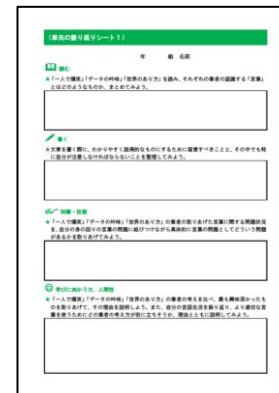 〈単元の振り返りシート1〉
年 組 名前
読む
★「一人で爆笑」「データの吟味」「世界のあり方」を読み、それぞれの筆者の認識する「言葉」
とはどのようなものか、まとめてみよう。
書く
★文章を書く際に、わかりやすく説得的なものにするために留意すべきことと、その中でも特
に自分が注意しなければならないことを整理してみよう。
知識・技能
★「一人で爆笑」「データの吟味」「世界のあり方」の筆者の取りあげた言葉に関する問題状況
を、自分の身の回りの言葉の問題に結びつけながら具体的に言葉の問題としてどういう問題
があるかを取りあげてみよう。
学びに向かう力、人間性
★「一人で爆笑」「データの吟味」「世界のあり方」の筆者の考えを比べ、最も興味深かったも
のを取りあげて、その理由を説明しよう。また、自分の言語生活を振り返り、より適切な言
葉を使うためにどの筆者の考え方が役に立ちそうか、理由とともに説明してみよう。